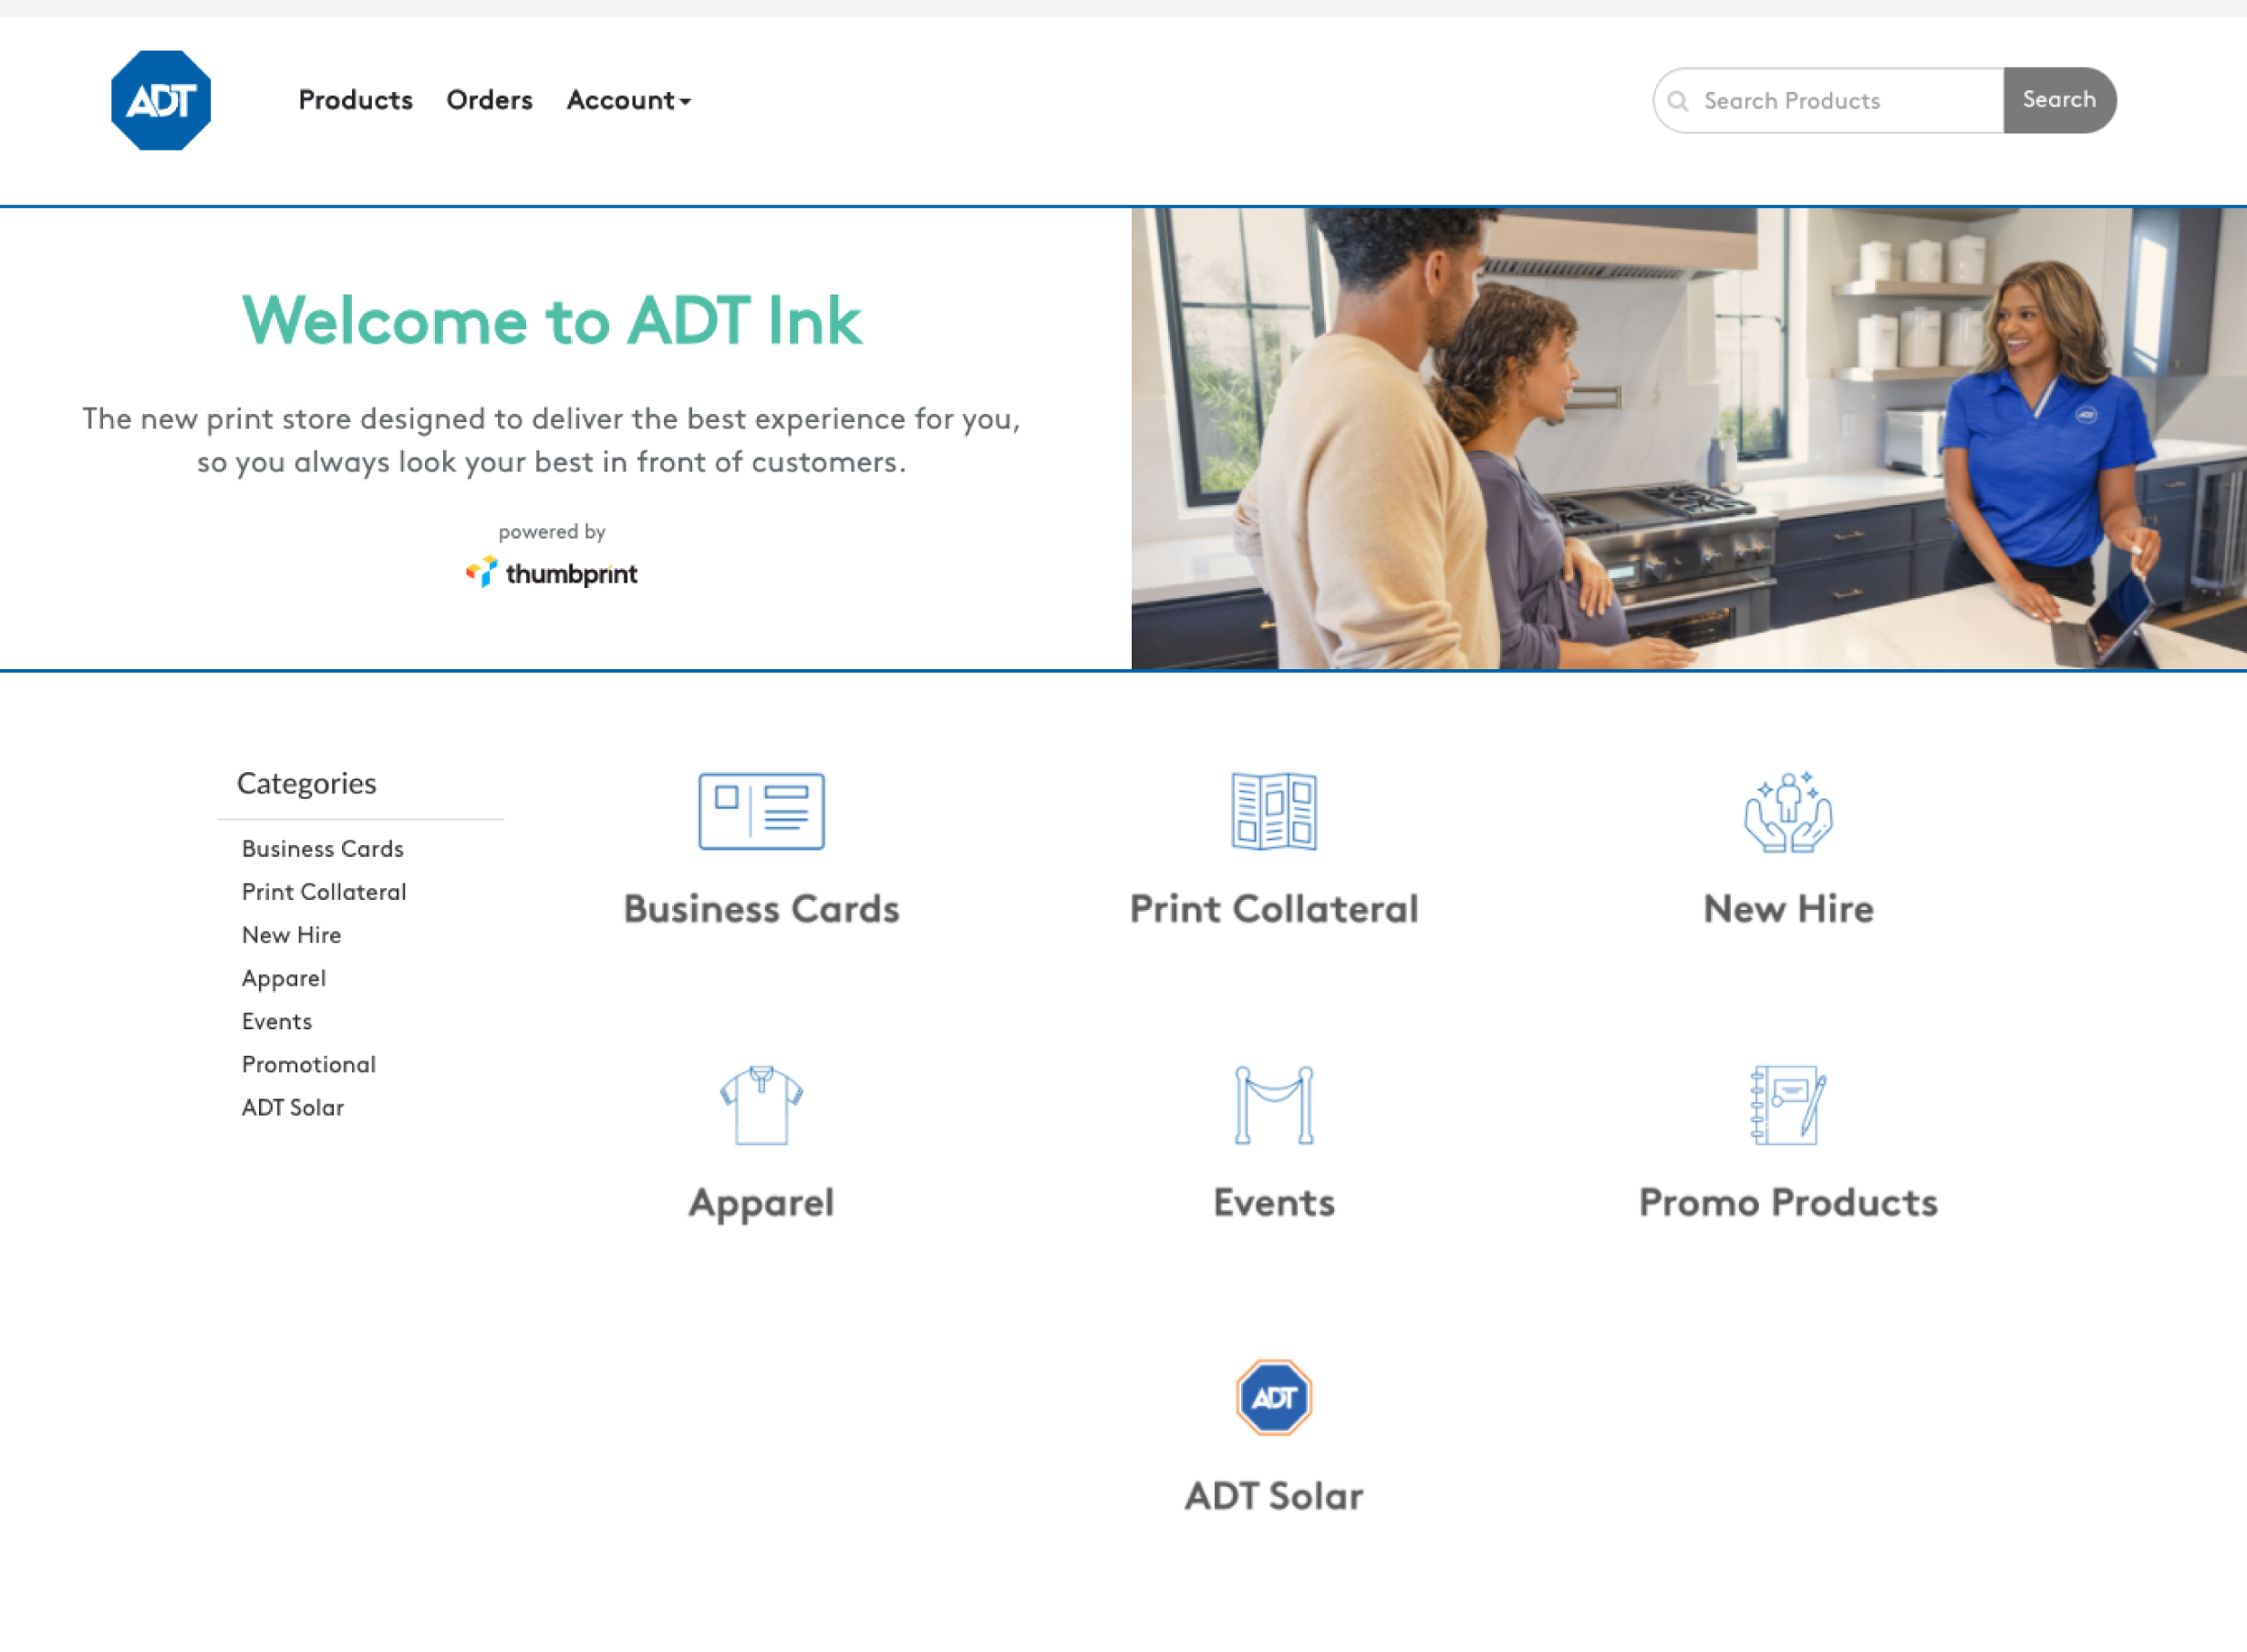 ADT
Products
Orders
Account
Search Products
Search
Welcome to ADT Ink
The new print store designed to deliver the best experience for you,
so you always look your best in front of customers.
powered by
thumbprint
ADT
Categories
Business Cards
Print Collateral
New Hire
Apparel
Events
Promotional
ADT Solar
Business Cards
Print Collateral
New Hire
Apparel
Events
Promo Products
ADT
ADT Solar